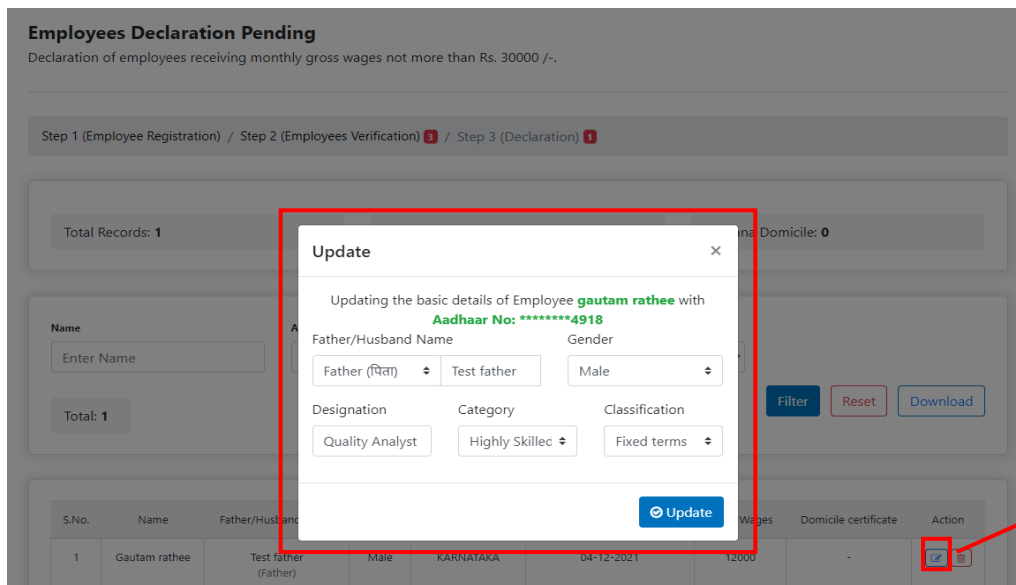 Employees Declaration Pending
Declaration of employees receiving monthly gross wages not more than Rs. 30000 /-.
Step 1 (Employee Registration) / Step 2 (Employees Verification) 3 / Step 3 (Declaration) 1
Total Records: 1
Domicile: 0
Update ×
Updating the basic details of Employee gautam rathee with
Aadhaar No: ********4918
Father/Husband Name Gender
Father (पिता) Test father Male
Designation Category Classification
Quality Analyst Highly Skilled Fixed terms
Update
Name
Enter Name
Total: 1
Filter Reset Download
S.No. Name Father/Husband Wages Domicile certificate Action
1 Gautam rathee Test father Male KARNATAKA 04-12-2021 12000 -
(Father)